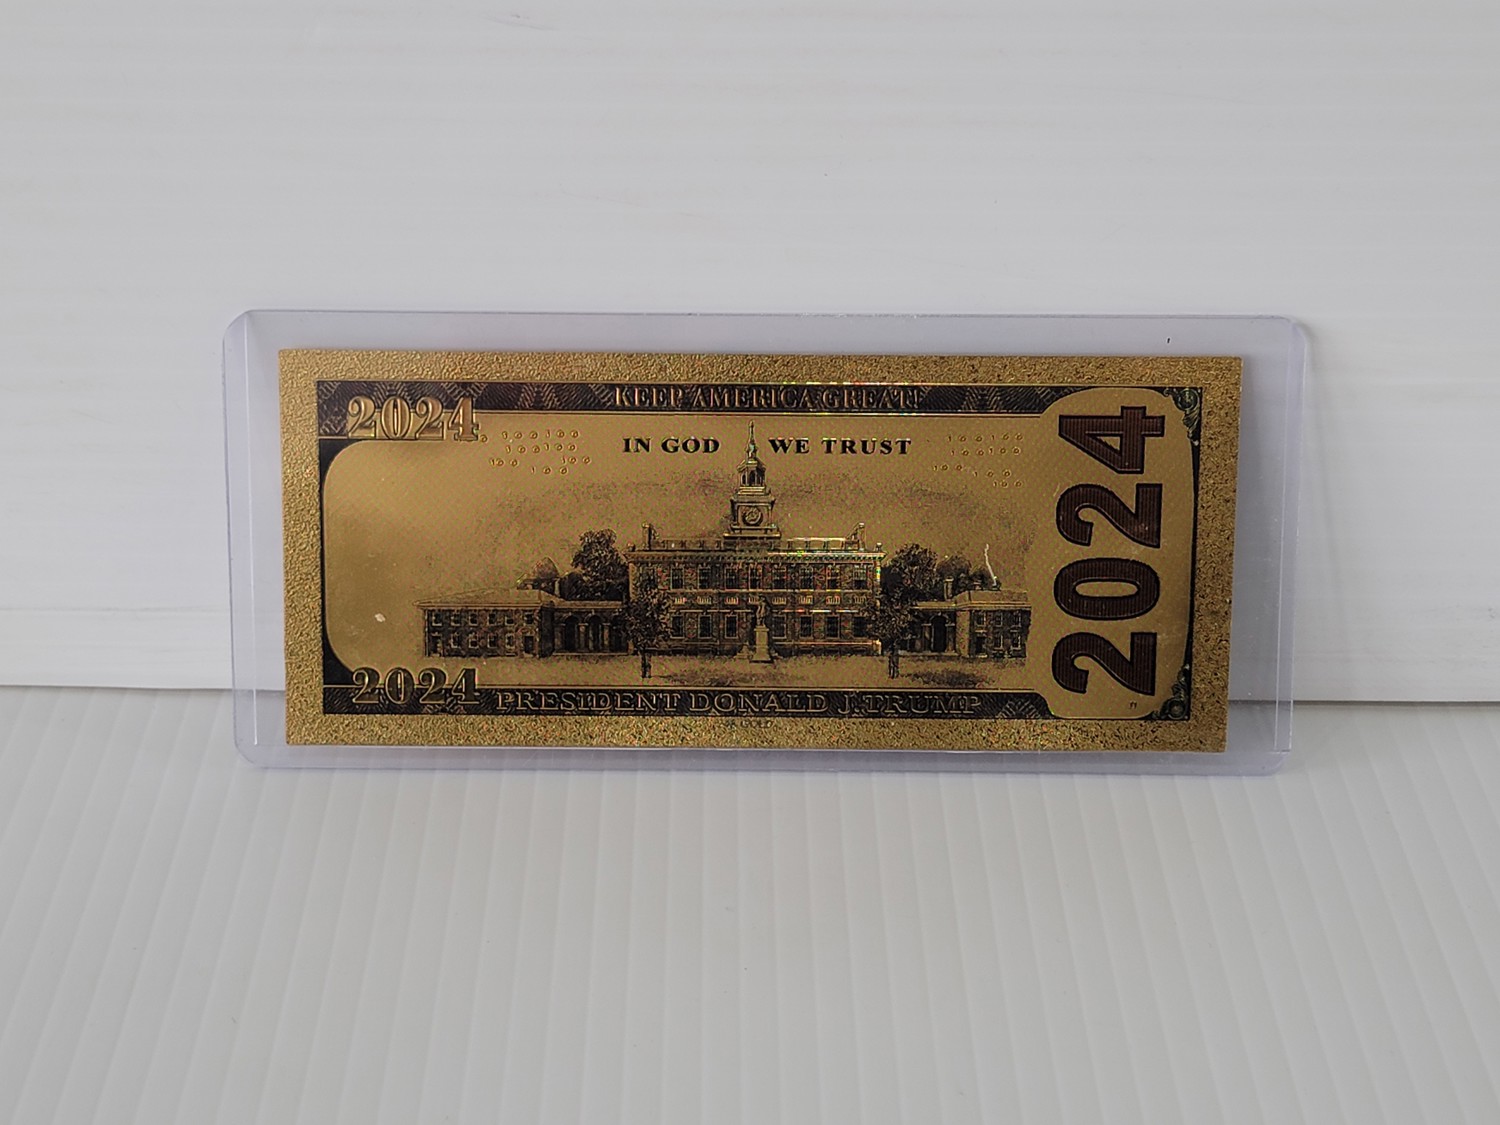 KEEP AMERICA GREAT!
2024
IN GOD WE TRUST
2024
2024
PRESIDENT DONALD J. TRUMP